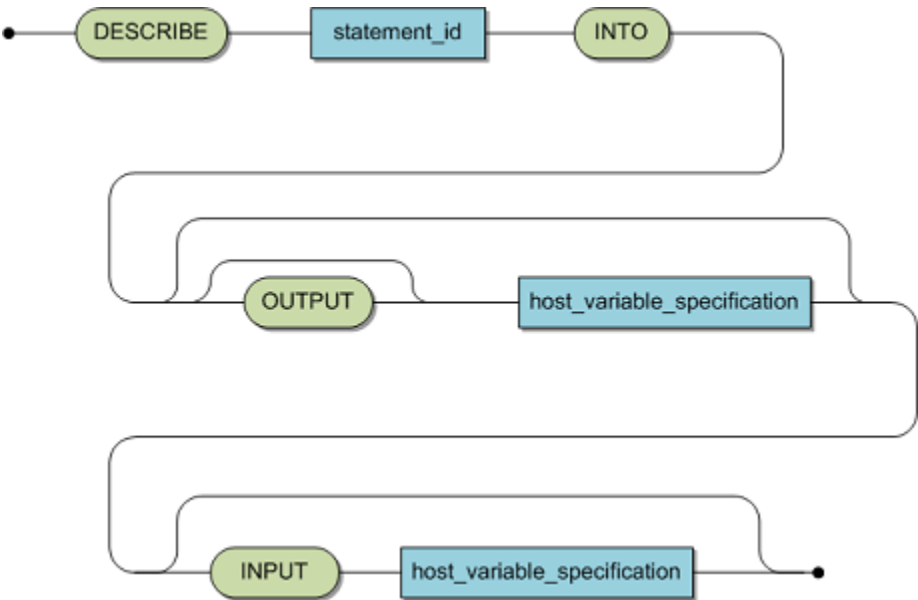 DESCRIBE statement_id INTO
OUTPUT host_variable_specification
INPUT host_variable_specification